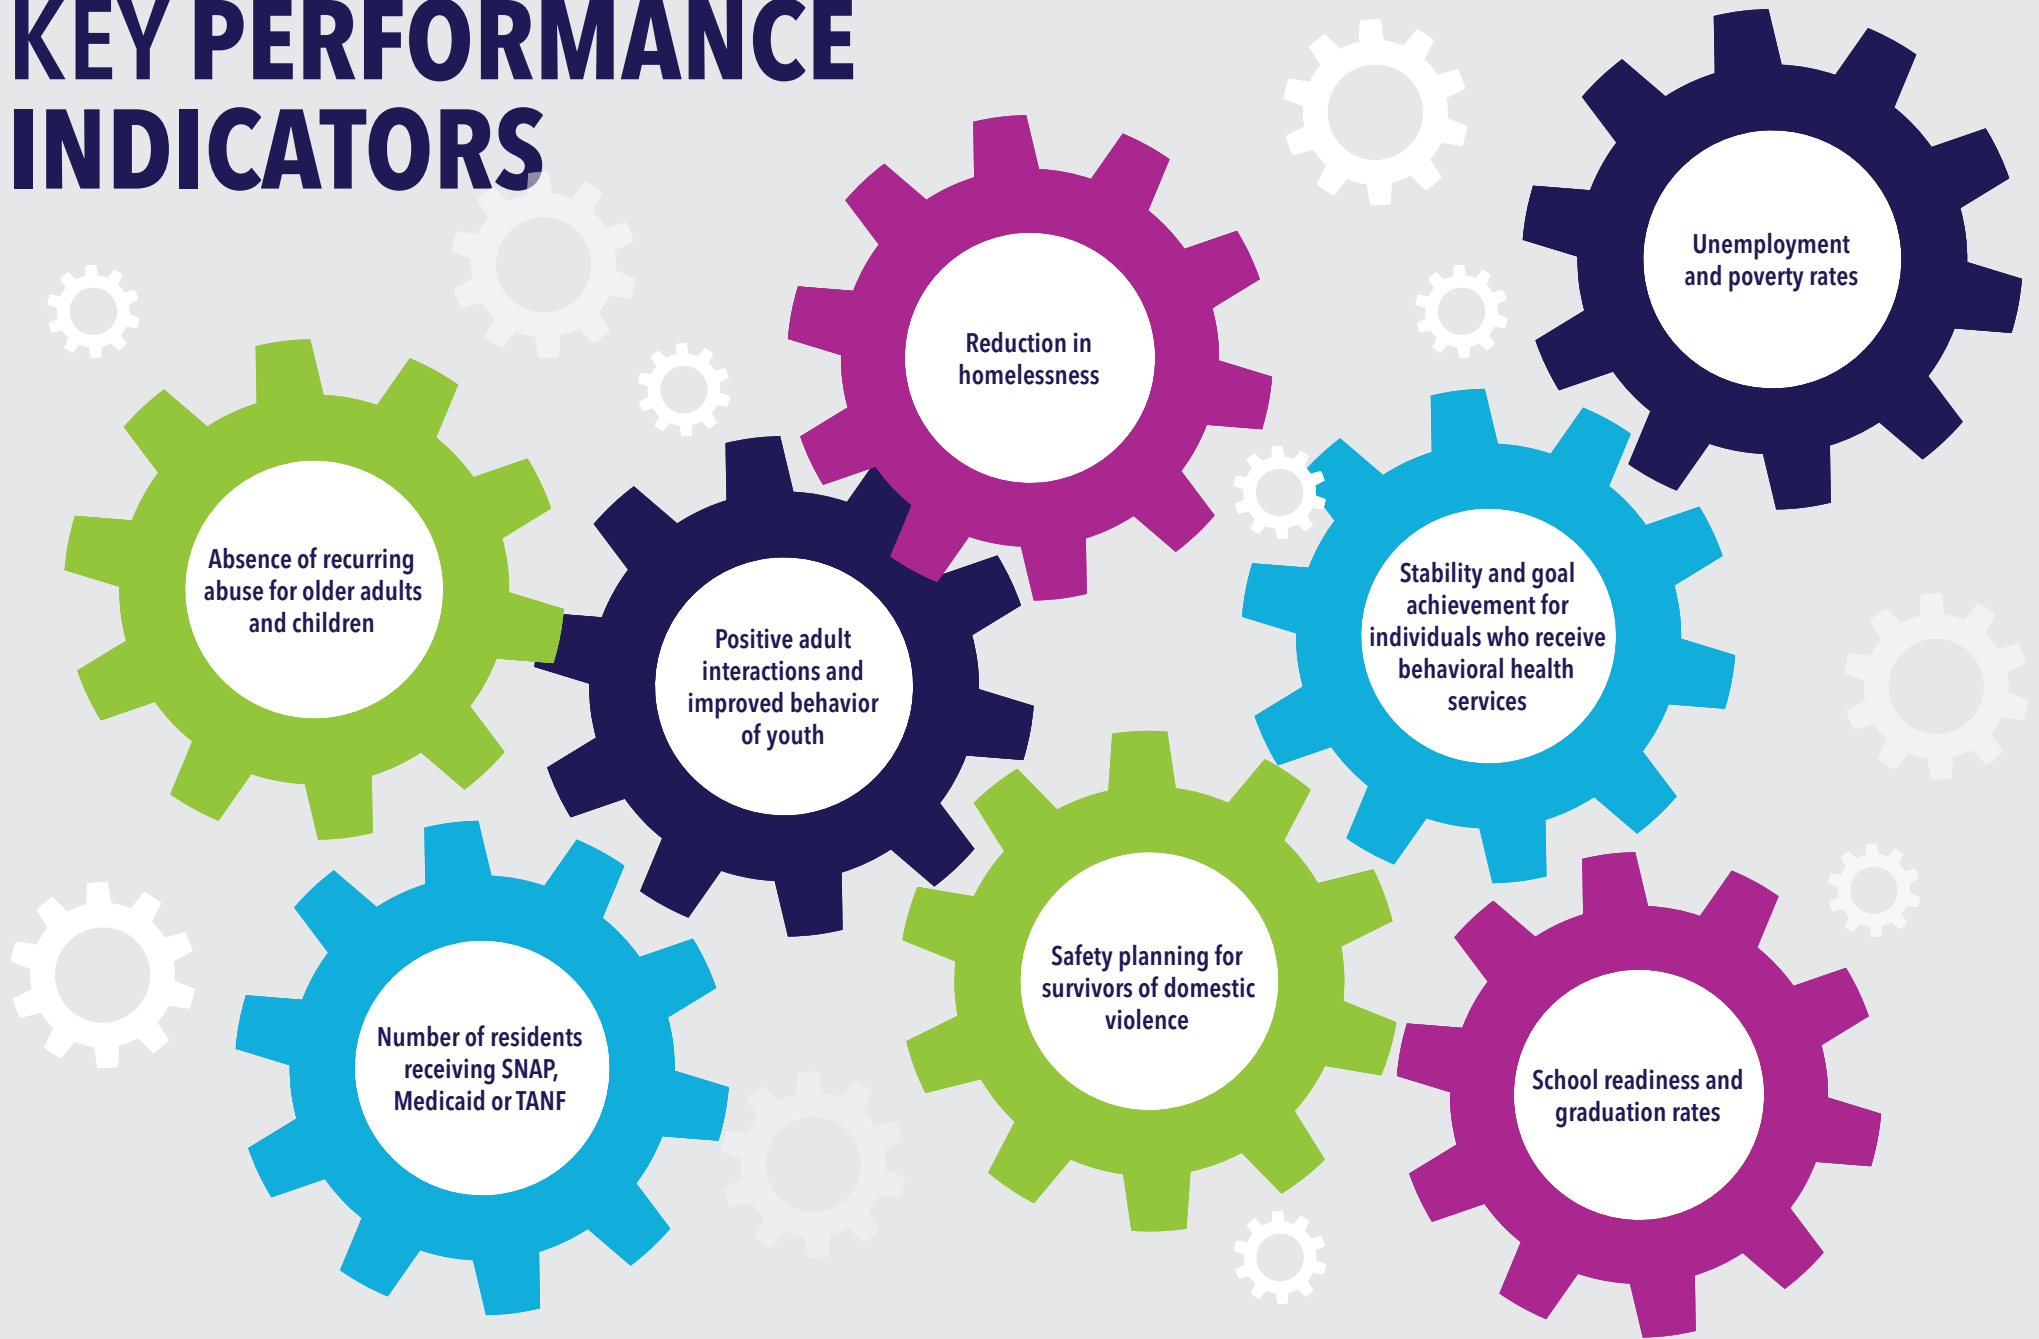 KEY PERFORMANCE
INDICATORS
Unemployment
and poverty rates
Reduction in
homelessness
Absence of recurring
abuse for older adults
and children
Positive adult
interactions and
improved behavior
of youth
Stability and goal
achievement for
individuals who receive
behavioral health
services
Number of residents
receiving SNAP,
Medicaid or TANF
Safety planning for
survivors of domestic
violence
School readiness and
graduation rates